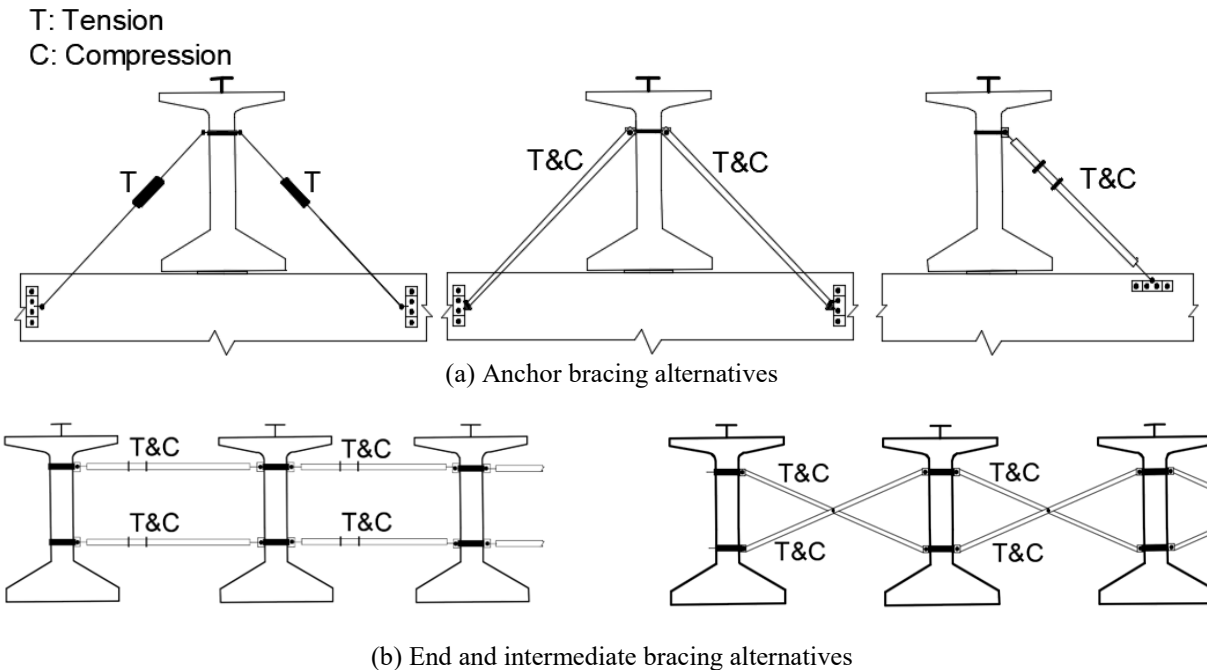 T: Tension
C: Compression
T T
T&C T&C
T&C
(a) Anchor bracing alternatives
T&C T&C
T&C T&C
T&C T&C
T&C T&C
(b) End and intermediate bracing alternatives